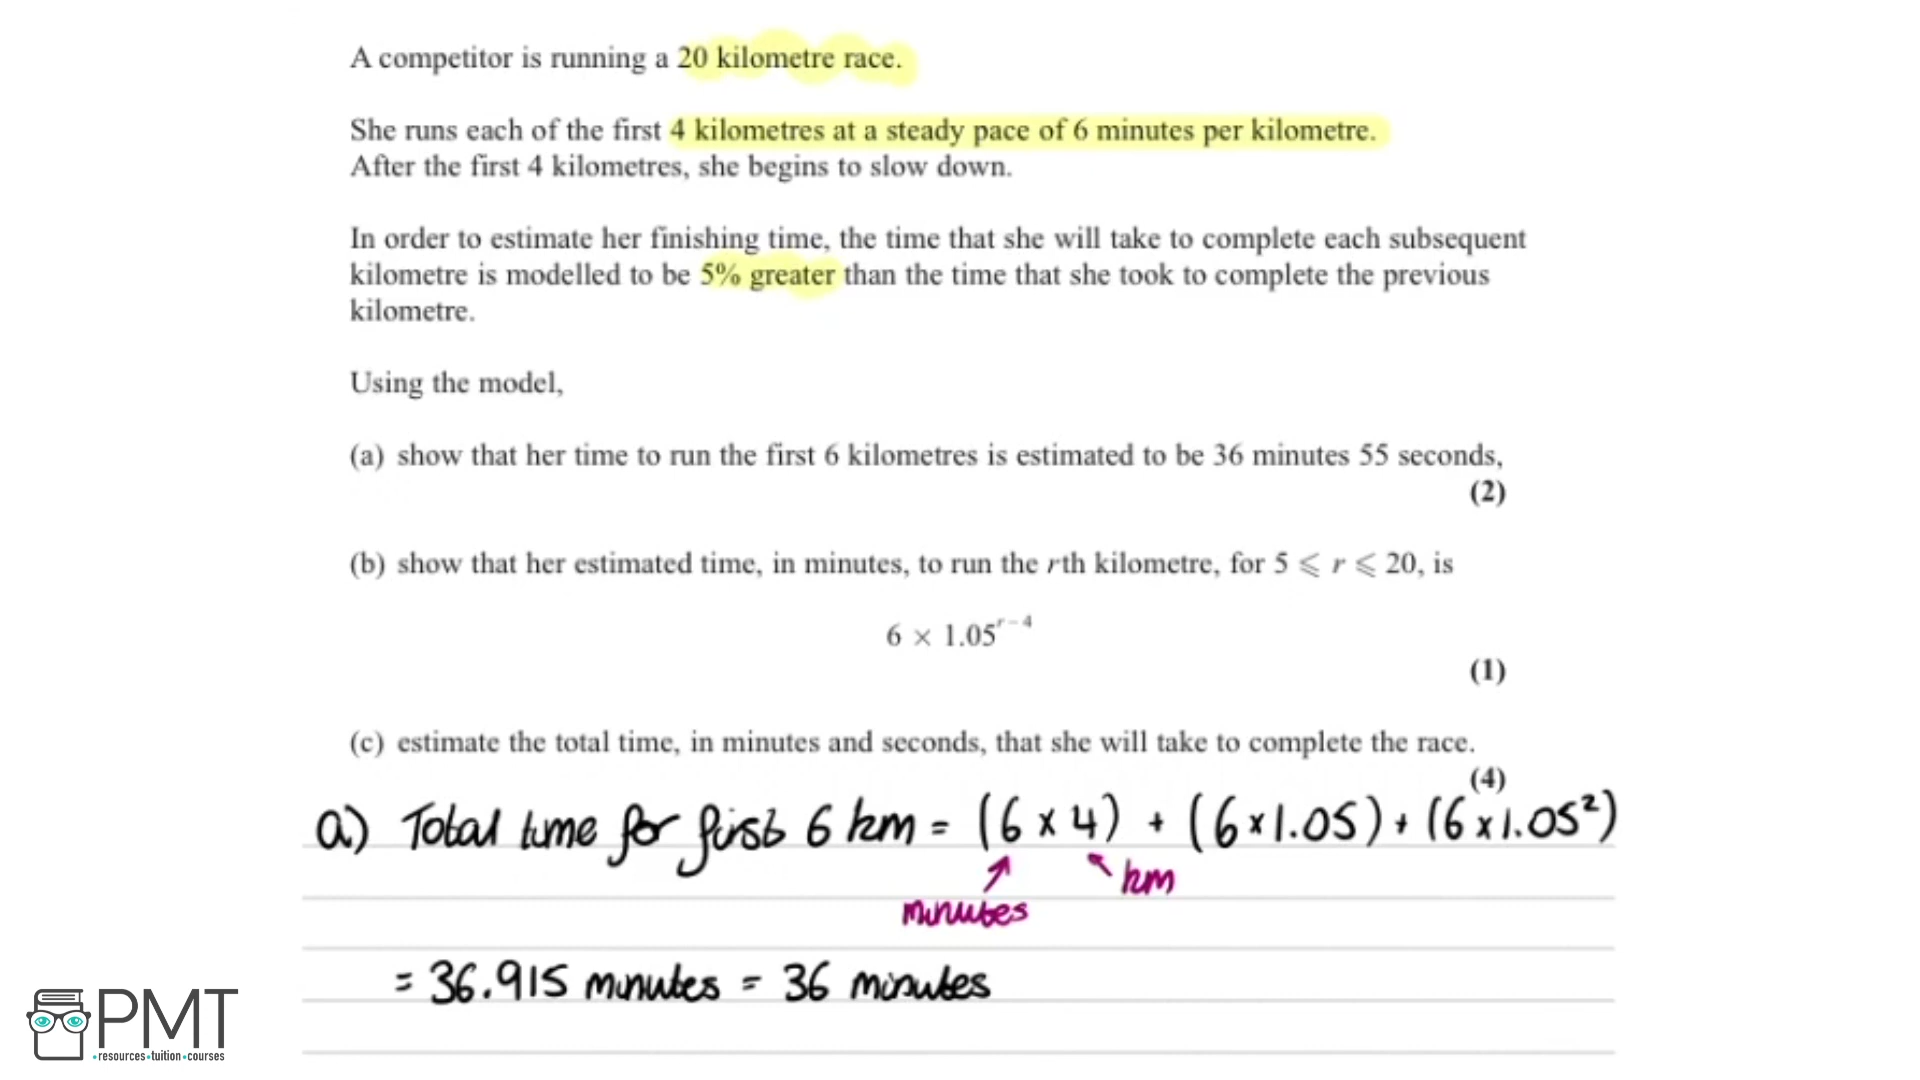 A competitor is running a 20 kilometre race.
She runs each of the first 4 kilometres at a steady pace of 6 minutes per kilometre.
After the first 4 kilometres, she begins to slow down.
In order to estimate her finishing time, the time that she will take to complete each subsequent
kilometre is modelled to be 5% greater than the time that she took to complete the previous
kilometre.
Using the model,
(a) show that her time to run the first 6 kilometres is estimated to be 36 minutes 55 seconds,
(2)
(b) show that her estimated time, in minutes, to run the rth kilometre, for 5 ⩽ r ⩽ 20, is
6 × 1.05^{r−4}
(1)
(c) estimate the total time, in minutes and seconds, that she will take to complete the race.
(4)
a) Total time for first 6 km = (6 × 4) + (6×1.05) + (6×1.05²)
km
minutes
= 36.915 minutes = 36 minutes
PMT
•resources•tuition•courses